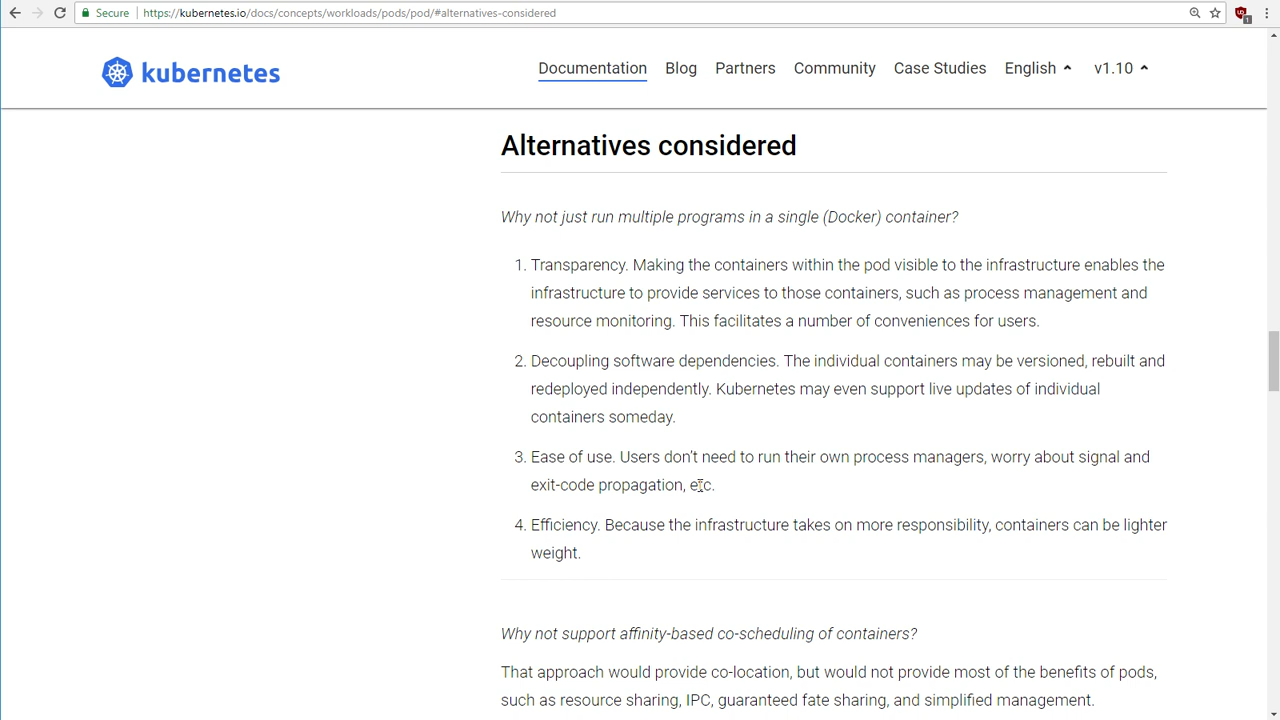 Secure https://kubernetes.io/docs/concepts/workloads/pods/pod/#alternatives-considered
1
kubernetes
Documentation Blog Partners Community Case Studies English v1.10
Alternatives considered
Why not just run multiple programs in a single (Docker) container?
1. Transparency. Making the containers within the pod visible to the infrastructure enables the
infrastructure to provide services to those containers, such as process management and
resource monitoring. This facilitates a number of conveniences for users.
2. Decoupling software dependencies. The individual containers may be versioned, rebuilt and
redeployed independently. Kubernetes may even support live updates of individual
containers someday.
3. Ease of use. Users don’t need to run their own process managers, worry about signal and
exit-code propagation, etc.
4. Efficiency. Because the infrastructure takes on more responsibility, containers can be lighter
weight.
Why not support affinity-based co-scheduling of containers?
That approach would provide co-location, but would not provide most of the benefits of pods,
such as resource sharing, IPC, guaranteed fate sharing, and simplified management.